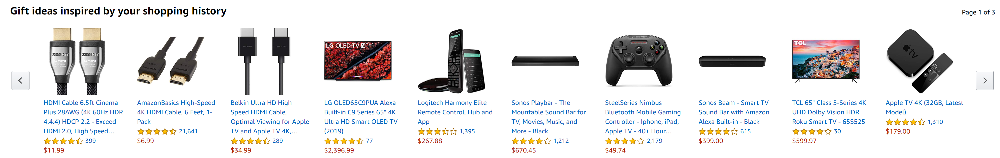 Gift ideas inspired by your shopping history
Page 1 of 3
ZESKIT
HDMI
ZESKIT
HDMI
HDMI
HDMI
LG OLED TV AI ThinQ
steelseries
TCL
tv
HDMI Cable 6.5ft Cinema
Plus 28AWG (4K 60Hz HDR
4:4:4) HDCP 2.2 - Exceed
HDMI 2.0, High Speed...
399
$11.99
AmazonBasics High-Speed
4K HDMI Cable, 6 Feet, 1-
Pack
21,641
$6.99
Belkin Ultra HD High
Speed HDMI Cable,
Optimal Viewing for Apple
TV and Apple TV 4K,...
289
$34.99
LG OLED65C9PUA Alexa
Built-in C9 Series 65" 4K
Ultra HD Smart OLED TV
(2019)
77
$2,396.99
Logitech Harmony Elite
Remote Control, Hub and
App
1,395
$267.88
Sonos Playbar - The
Mountable Sound Bar for
TV, Movies, Music, and
More - Black
1,212
$670.45
SteelSeries Nimbus
Bluetooth Mobile Gaming
Controller - Iphone, iPad,
Apple TV - 40+ Hour...
2,179
$49.74
Sonos Beam - Smart TV
Sound Bar with Amazon
Alexa Built-in - Black
615
$399.00
TCL 65" Class 5-Series 4K
UHD Dolby Vision HDR
Roku Smart TV - 65S525
30
$599.97
Apple TV 4K (32GB, Latest
Model)
1,310
$179.00